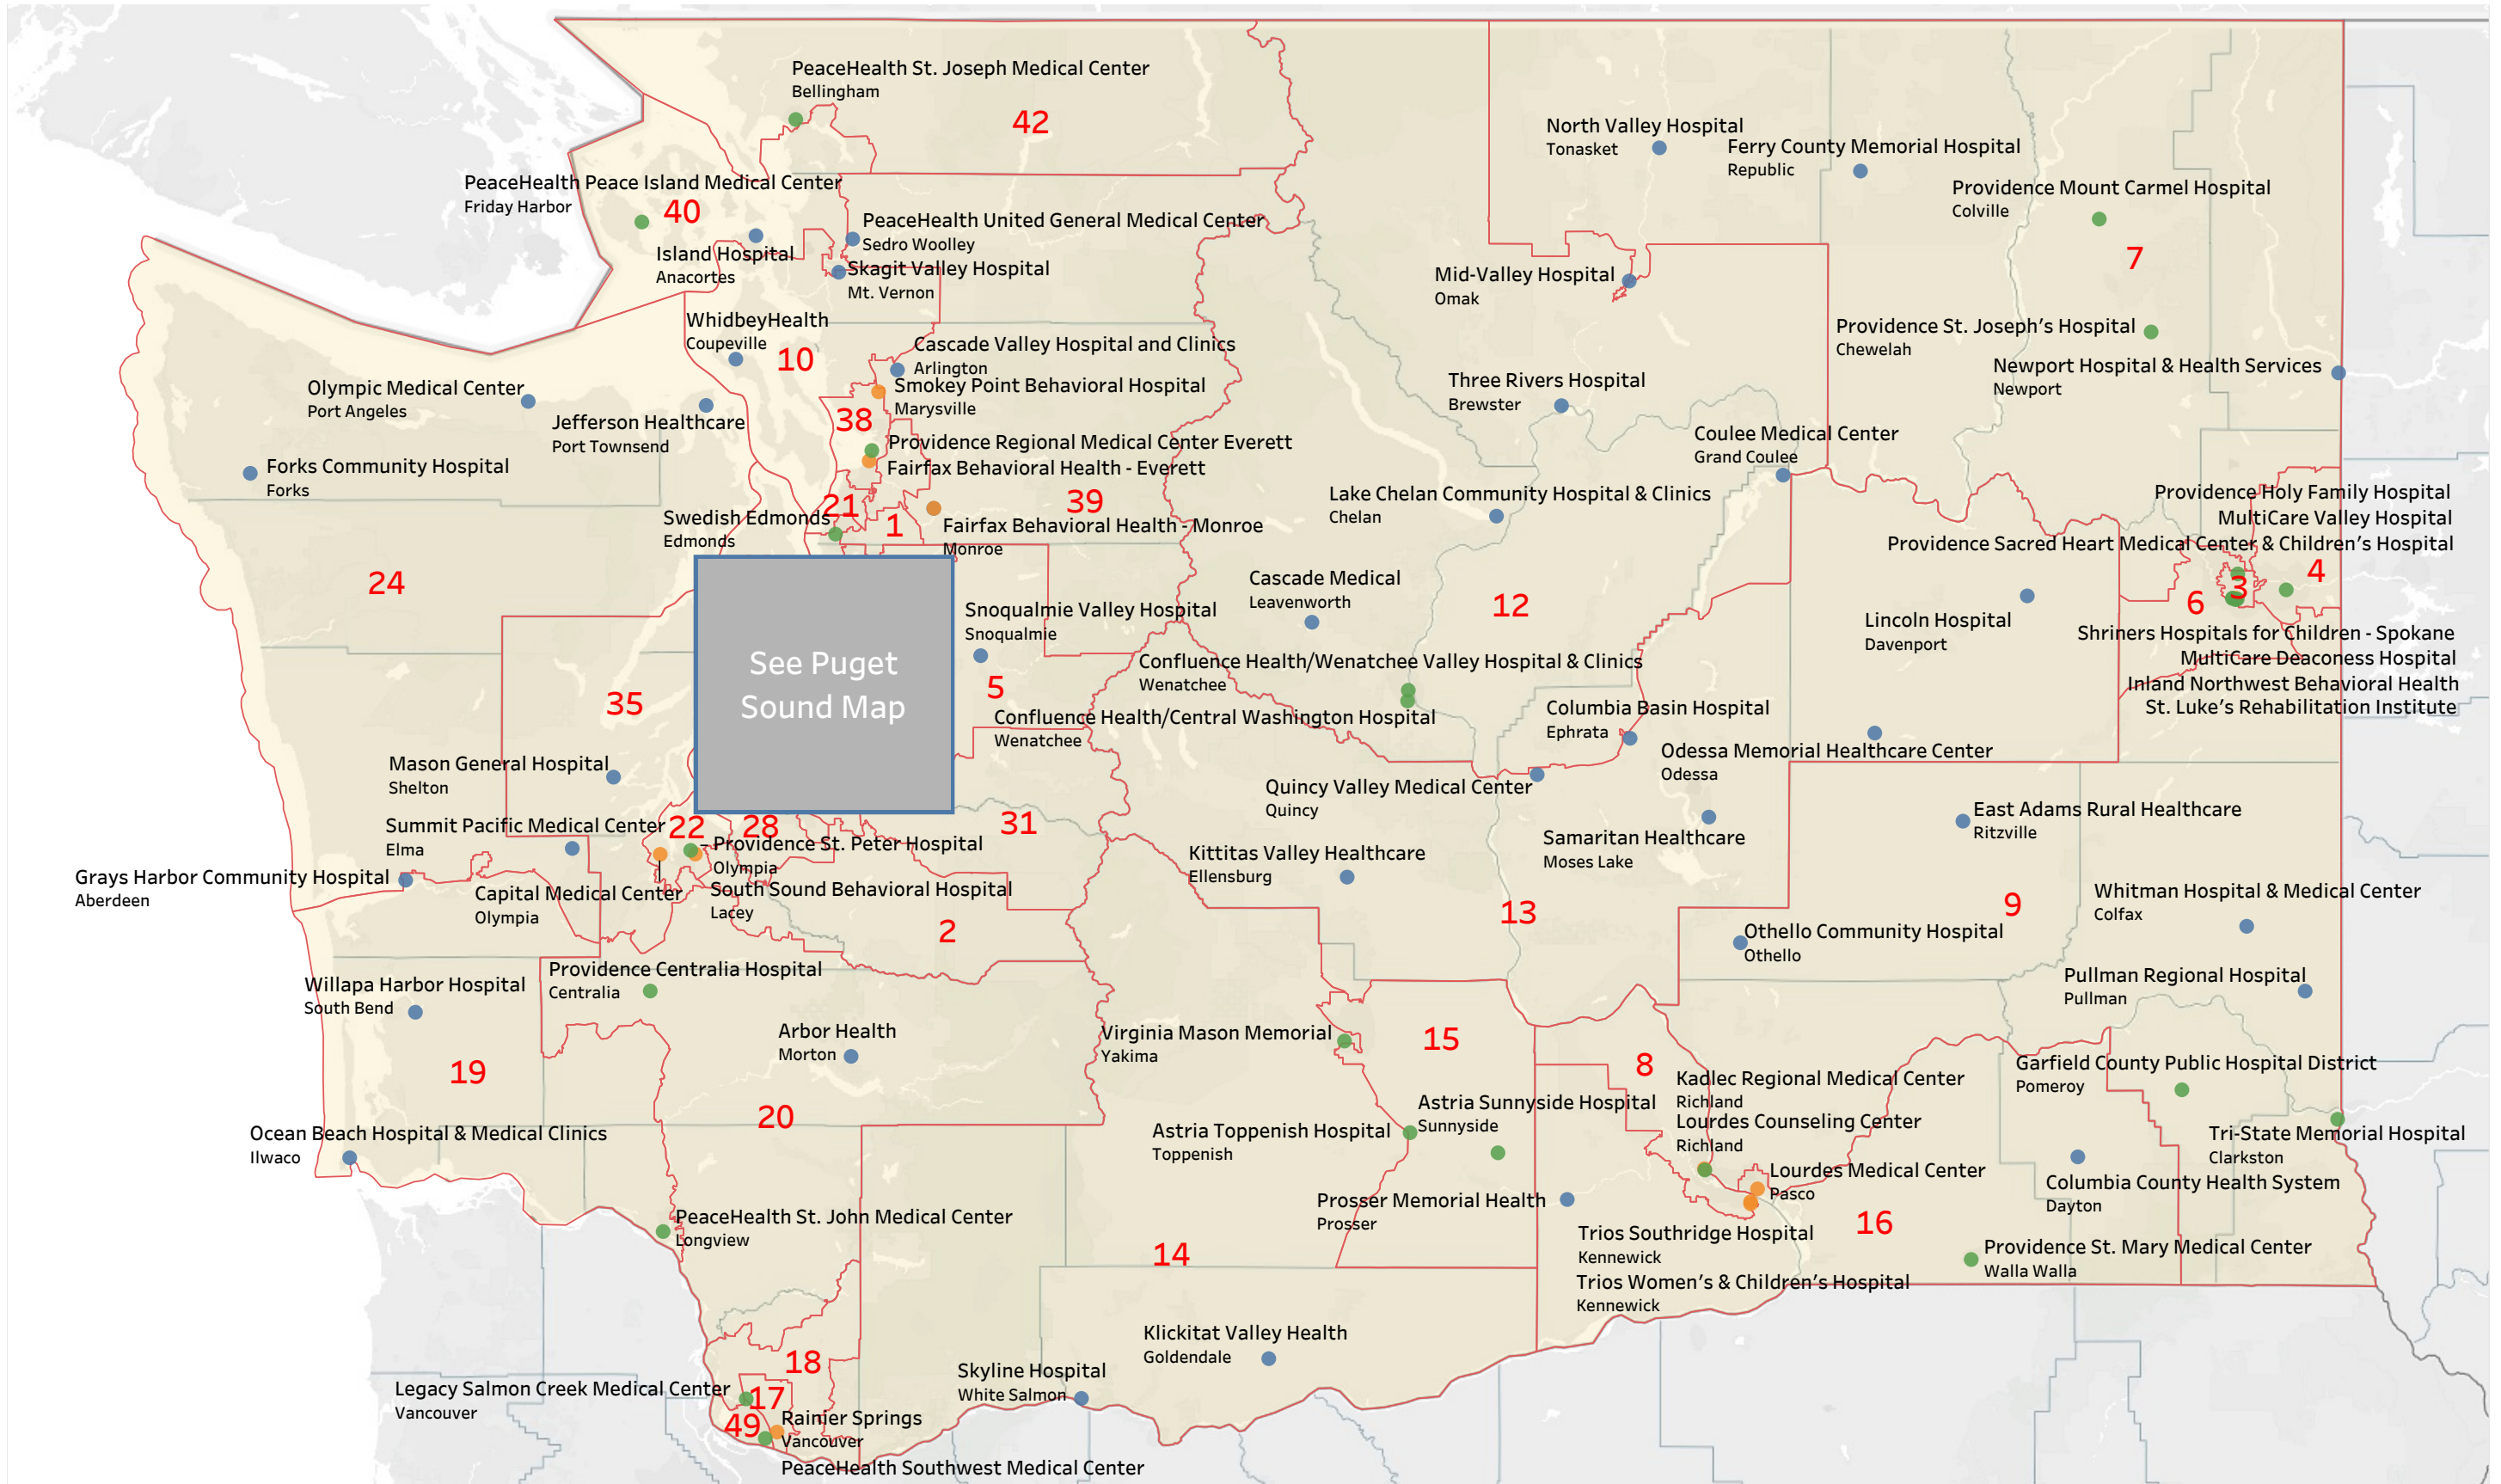 PeaceHealth St. Joseph Medical Center
Bellingham
42
North Valley Hospital
Tonasket
Ferry County Memorial Hospital
Republic
Providence Mount Carmel Hospital
Colville
PeaceHealth Peace Island Medical Center
Friday Harbor
40
PeaceHealth United General Medical Center
Sedro Woolley
Island Hospital
Anacortes
Skagit Valley Hospital
Mt. Vernon
7
Mid-Valley Hospital
Omak
WhidbeyHealth
Coupeville
10
Cascade Valley Hospital and Clinics
Arlington
Smokey Point Behavioral Hospital
Marysville
Providence St. Joseph's Hospital
Chewelah
Newport Hospital & Health Services
Newport
Olympic Medical Center
Port Angeles
Jefferson Healthcare
Port Townsend
38
Three Rivers Hospital
Brewster
Providence Regional Medical Center Everett
Fairfax Behavioral Health - Everett
Coulee Medical Center
Grand Coulee
Forks Community Hospital
Forks
21
1
39
Lake Chelan Community Hospital & Clinics
Chelan
Swedish Edmonds
Edmonds
Fairfax Behavioral Health - Monroe
Monroe
Providence Holy Family Hospital
MultiCare Valley Hospital
Providence Sacred Heart Medical Center & Children's Hospital
24
Cascade Medical
Leavenworth
12
3
4
6
Snoqualmie Valley Hospital
Snoqualmie
See Puget
Sound Map
Lincoln Hospital
Davenport
Shriners Hospitals for Children - Spokane
MultiCare Deaconess Hospital
Inland Northwest Behavioral Health
St. Luke's Rehabilitation Institute
35
5
Confluence Health/Wenatchee Valley Hospital & Clinics
Wenatchee
Confluence Health/Central Washington Hospital
Wenatchee
Columbia Basin Hospital
Ephrata
Odessa Memorial Healthcare Center
Odessa
Mason General Hospital
Shelton
Quincy Valley Medical Center
Quincy
Summit Pacific Medical Center
Elma
22
28
31
Samaritan Healthcare
Moses Lake
East Adams Rural Healthcare
Ritzville
Providence St. Peter Hospital
Olympia
Kittitas Valley Healthcare
Ellensburg
Grays Harbor Community Hospital
Aberdeen
Capital Medical Center
Olympia
South Sound Behavioral Hospital
Lacey
13
9
Whitman Hospital & Medical Center
Colfax
2
Othello Community Hospital
Othello
Providence Centralia Hospital
Centralia
Willapa Harbor Hospital
South Bend
Pullman Regional Hospital
Pullman
Arbor Health
Morton
Virginia Mason Memorial
Yakima
15
8
19
Kadlec Regional Medical Center
Richland
Garfield County Public Hospital District
Pomeroy
20
Astria Sunnyside Hospital
Sunnyside
Lourdes Counseling Center
Richland
Ocean Beach Hospital & Medical Clinics
Ilwaco
Astria Toppenish Hospital
Toppenish
Tri-State Memorial Hospital
Clarkston
Lourdes Medical Center
Pasco
Columbia County Health System
Dayton
Prosser Memorial Health
Prosser
PeaceHealth St. John Medical Center
Longview
14
16
Trios Southridge Hospital
Kennewick
Providence St. Mary Medical Center
Walla Walla
Trios Women's & Children's Hospital
Kennewick
Klickitat Valley Health
Goldendale
18
Skyline Hospital
White Salmon
Legacy Salmon Creek Medical Center
Vancouver
17
49
Rainier Springs
Vancouver
PeaceHealth Southwest Medical Center